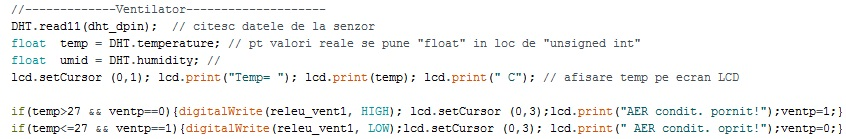 //-------------Ventilator---------------------
DHT.read11(dht_dpin);  // citesc datele de la senzor
float  temp = DHT.temperature; // pt valori reale se pune "float" in loc de "unsigned int"
float  umid = DHT.humidity; //
lcd.setCursor (0,1); lcd.print("Temp= "); lcd.print(temp); lcd.print(" C"); // afisare temp pe ecran LCD
if(temp>27 && ventp==0){digitalWrite(releu_vent1, HIGH); lcd.setCursor (0,3);lcd.print("AER condit. pornit!");ventp=1;}
if(temp<=27 && ventp==1){digitalWrite(releu_vent1, LOW);lcd.setCursor (0,3); lcd.print(" AER condit. oprit!");ventp=0;}